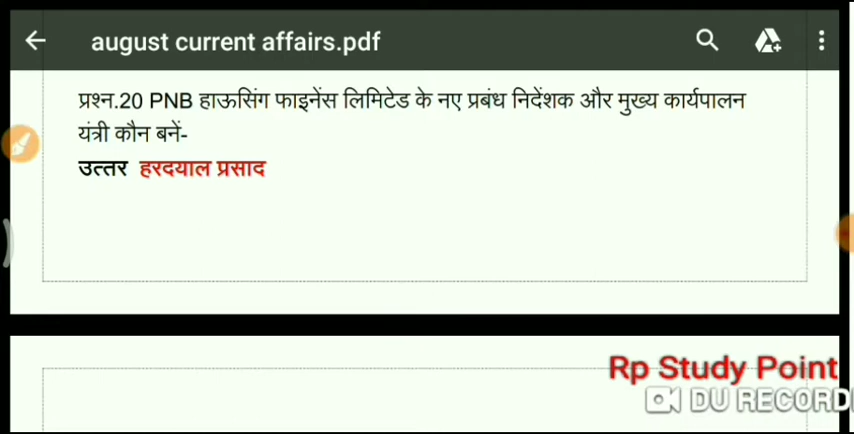 august current affairs.pdf
प्रश्न.20 PNB हाऊसिंग फाइनेंस लिमिटेड के नए प्रबंध निदेंशक और मुख्य कार्यपालन
यंत्री कौन बनें-
उत्तर हरदयाल प्रसाद
Rp Study Point
DU RECORD